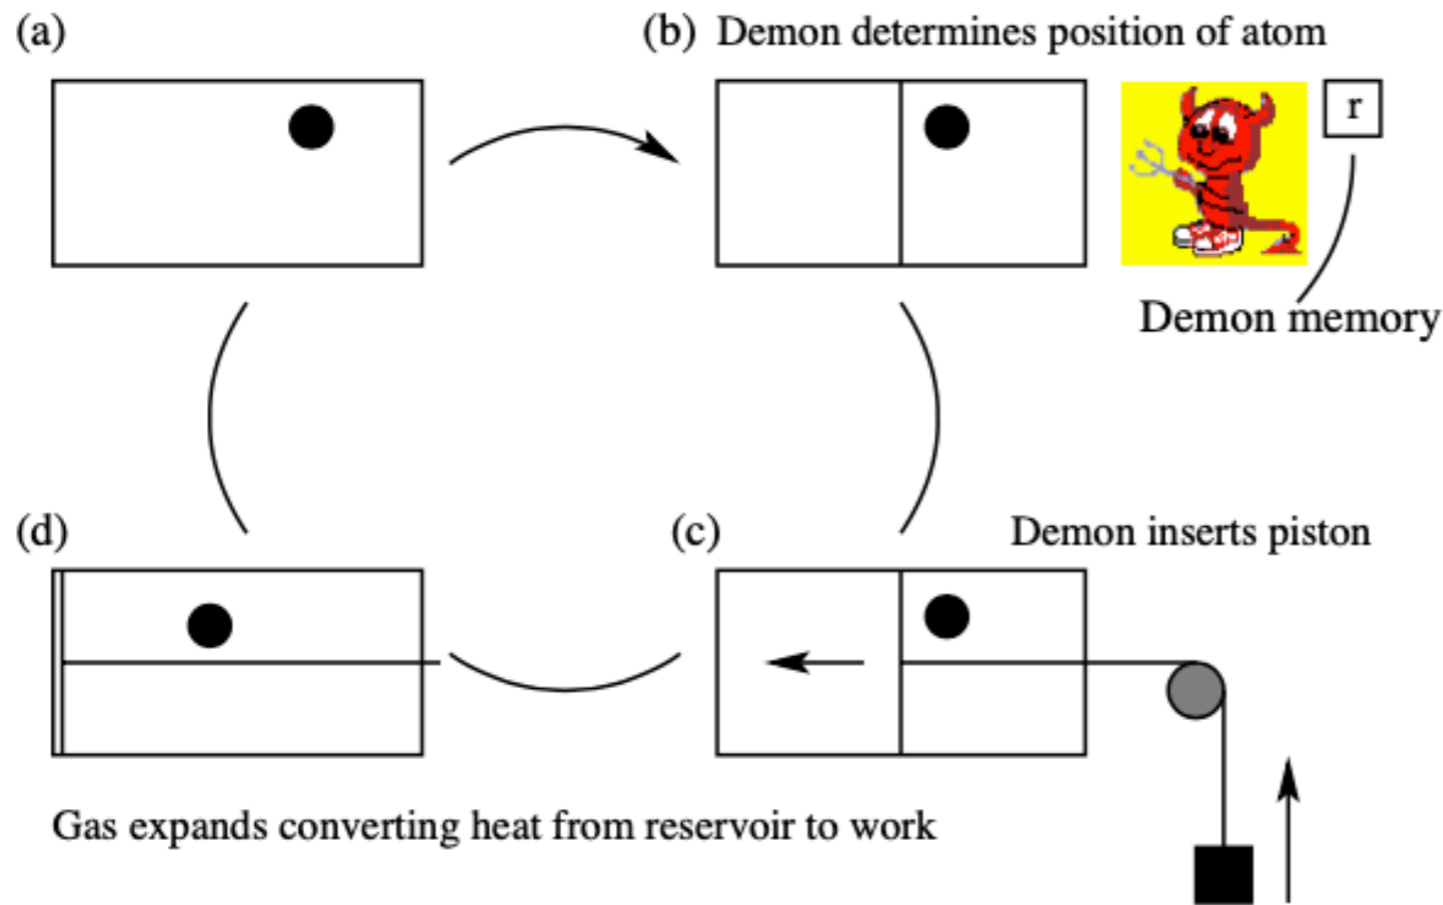 (a)
(b) Demon determines position of atom
r
Demon memory
(d)
(c)
Demon inserts piston
Gas expands converting heat from reservoir to work